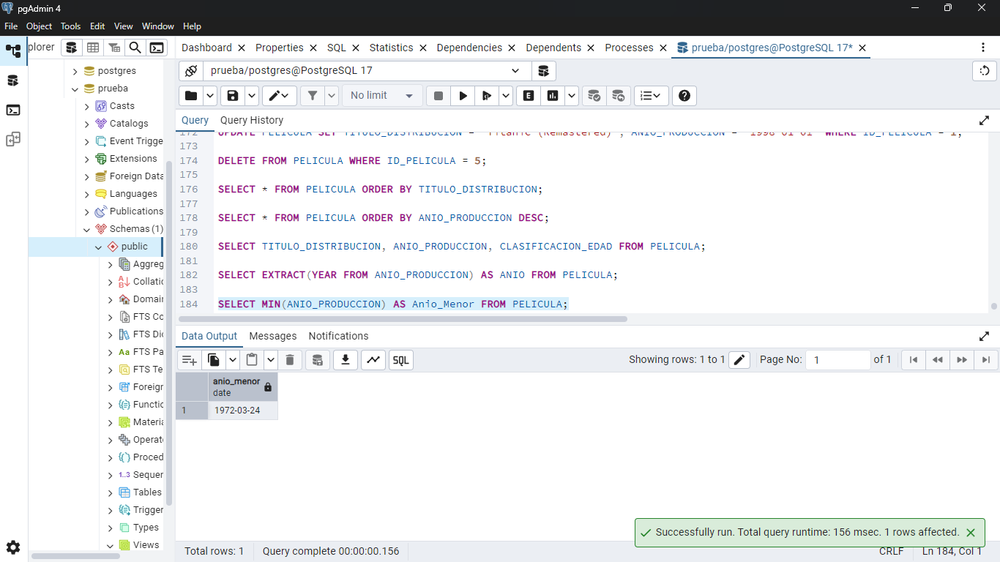 pgAdmin 4
File Object Tools Edit View Window Help
plorer
Dashboard Properties SQL Statistics Dependencies Dependents Processes prueba/postgres@PostgreSQL 17*
postgres
prueba
Casts
Catalogs
Event Trigge
Extensions
Foreign Data
Languages
Publications
Schemas (1)
public
Aggreg
Collatic
Domai
FTS Co
FTS Di
FTS Pa
FTS Te
Foreig
Functi
Materia
Operat
Proced
1..3 Sequer
Tables
Trigger
Types
Views
prueba/postgres@PostgreSQL 17
No limit
Query Query History
172 UPDATE PELICULA SET TITULO_DISTRIBUCION = 'Titanic (Remastered)', ANIO_PRODUCCION = '1998-01-01' WHERE ID_PELICULA = 1;
173
174 DELETE FROM PELICULA WHERE ID_PELICULA = 5;
175
176 SELECT * FROM PELICULA ORDER BY TITULO_DISTRIBUCION;
177
178 SELECT * FROM PELICULA ORDER BY ANIO_PRODUCCION DESC;
179
180 SELECT TITULO_DISTRIBUCION, ANIO_PRODUCCION, CLASIFICACION_EDAD FROM PELICULA;
181
182 SELECT EXTRACT(YEAR FROM ANIO_PRODUCCION) AS ANIO FROM PELICULA;
183
184 SELECT MIN(ANIO_PRODUCCION) AS Anio_Menor FROM PELICULA;
Data Output Messages Notifications
SQL
Showing rows: 1 to 1 Page No: 1 of 1
anio_menor
date
1 1972-03-24
Successfully run. Total query runtime: 156 msec. 1 rows affected.
Total rows: 1 Query complete 00:00:00.156 CRLF Ln 184, Col 1